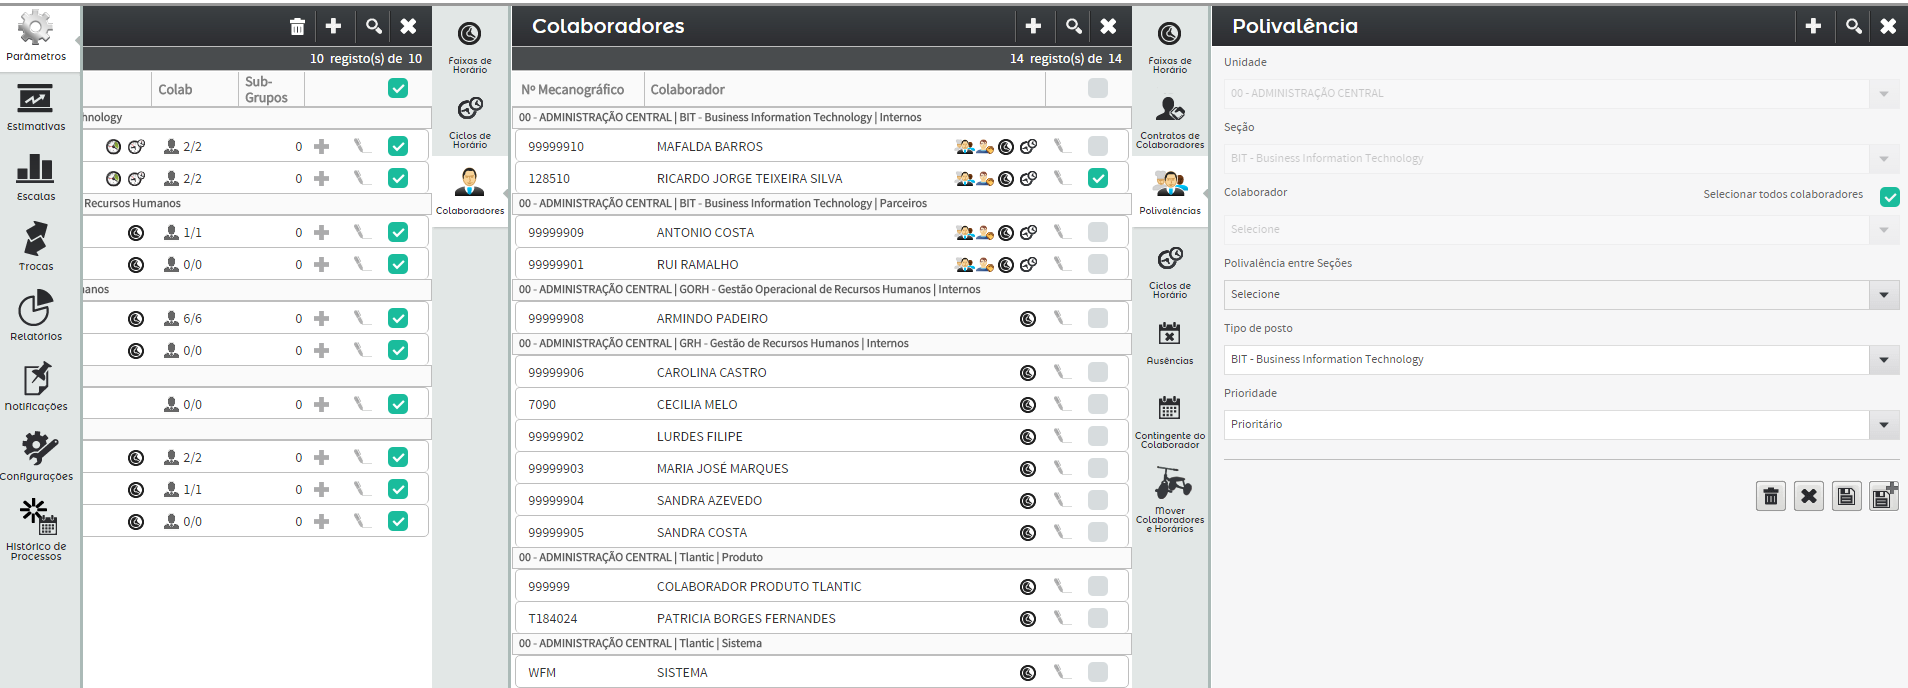 Parâmetros
Estimativas
Escalas
Trocas
Relatórios
Notificações
Configurações
Histórico de
Processos
10 registo(s) de 10
Colab
Sub-
Grupos
hnology
2/2 0
2/2 0
Recursos Humanos
1/1 0
0/0 0
anos
6/6 0
0/0 0
0/0 0
2/2 0
1/1 0
0/0 0
Faixas de
Horário
Ciclos de
Horário
Colaboradores
Colaboradores
14 registo(s) de 14
Nº Mecanográfico Colaborador
00 - ADMINISTRAÇÃO CENTRAL | BIT - Business Information Technology | Internos
99999910 MAFALDA BARROS
128510 RICARDO JORGE TEIXEIRA SILVA
00 - ADMINISTRAÇÃO CENTRAL | BIT - Business Information Technology | Parceiros
99999909 ANTONIO COSTA
99999901 RUI RAMALHO
00 - ADMINISTRAÇÃO CENTRAL | GORH - Gestão Operacional de Recursos Humanos | Internos
99999908 ARMINDO PADEIRO
00 - ADMINISTRAÇÃO CENTRAL | GRH - Gestão de Recursos Humanos | Internos
99999906 CAROLINA CASTRO
7090 CECILIA MELO
99999902 LURDES FILIPE
99999903 MARIA JOSÉ MARQUES
99999904 SANDRA AZEVEDO
99999905 SANDRA COSTA
00 - ADMINISTRAÇÃO CENTRAL | Tlantic | Produto
999999 COLABORADOR PRODUTO TLANTIC
T184024 PATRICIA BORGES FERNANDES
00 - ADMINISTRAÇÃO CENTRAL | Tlantic | Sistema
WFM SISTEMA
Faixas de
Horário
Contratos de
Colaboradores
Polivalências
Ciclos de
Horário
Ausências
Contingente do
Colaborador
Mover
Colaboradores
e Horários
Polivalência
Unidade
00 - ADMINISTRAÇÃO CENTRAL
Seção
BIT - Business Information Technology
Colaborador Selecionar todos colaboradores
Selecione
Polivalência entre Seções
Selecione
Tipo de posto
BIT - Business Information Technology
Prioridade
Prioritário